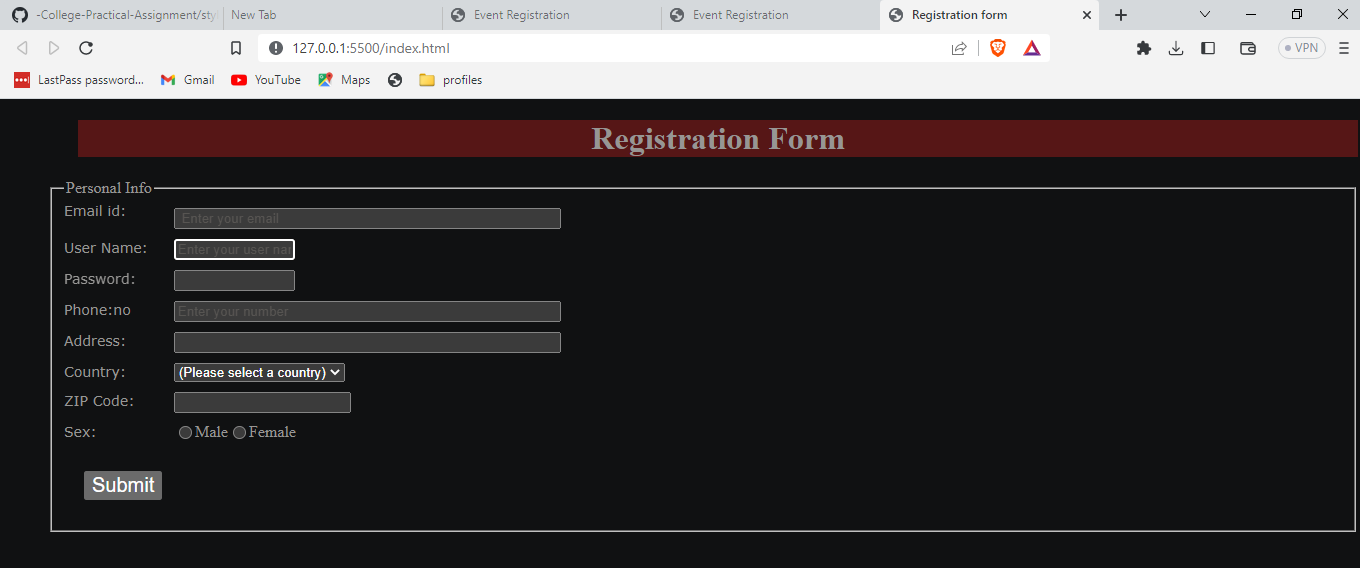 -College-Practical-Assignment/sty New Tab Event Registration Event Registration Registration form
127.0.0.1:5500/index.html VPN
LastPass password... Gmail YouTube Maps profiles
Registration Form
Personal Info
Email id: Enter your email
User Name: Enter your user nar
Password:
Phone:no Enter your number
Address:
Country: (Please select a country)
ZIP Code:
Sex: Male Female
Submit